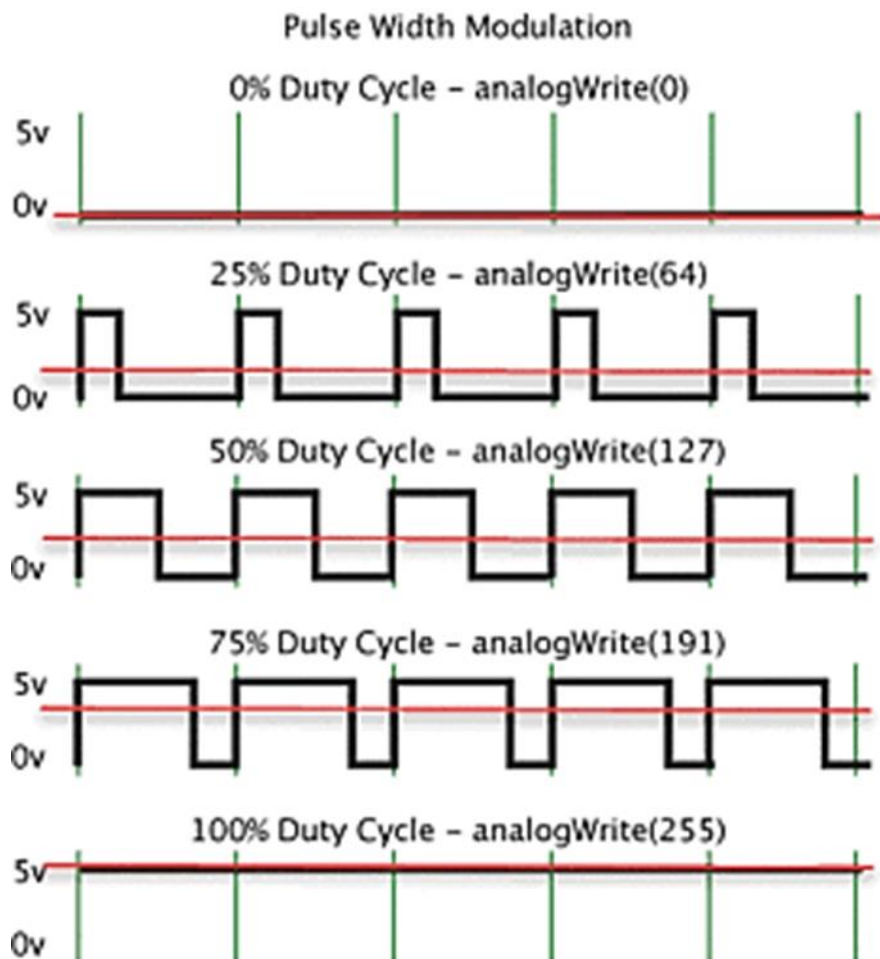 Pulse Width Modulation
0% Duty Cycle – analogWrite(0)
5v
0v
25% Duty Cycle – analogWrite(64)
5v
0v
50% Duty Cycle – analogWrite(127)
5v
0v
75% Duty Cycle – analogWrite(191)
5v
0v
100% Duty Cycle – analogWrite(255)
5v
0v